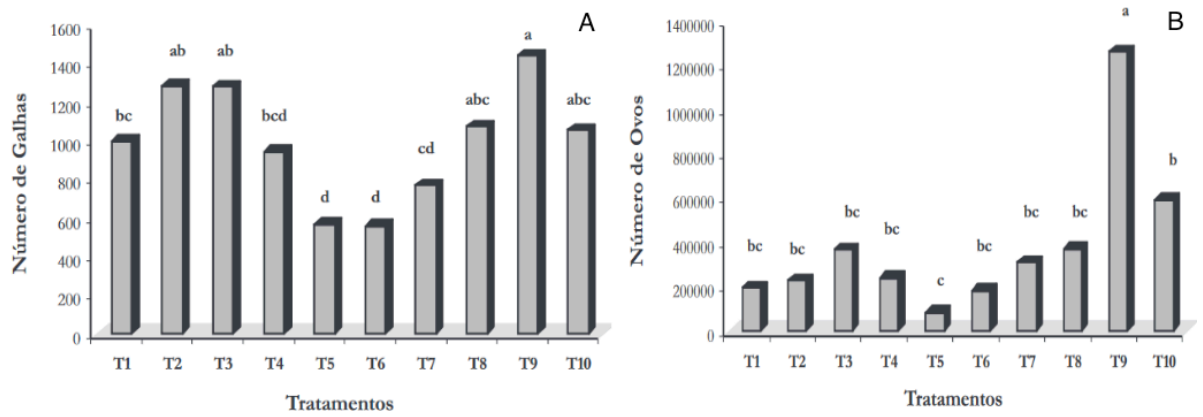 A
1600
1400
1200
1000
800
600
400
200
0
Número de Galhas
bc
ab
ab
bcd
d
d
cd
abc
a
abc
T1 T2 T3 T4 T5 T6 T7 T8 T9 T10
Tratamentos
B
1400000
1200000
1000000
800000
600000
400000
200000
0
Número de Ovos
bc
bc
bc
bc
c
bc
bc
bc
a
b
T1 T2 T3 T4 T5 T6 T7 T8 T9 T10
Tratamentos